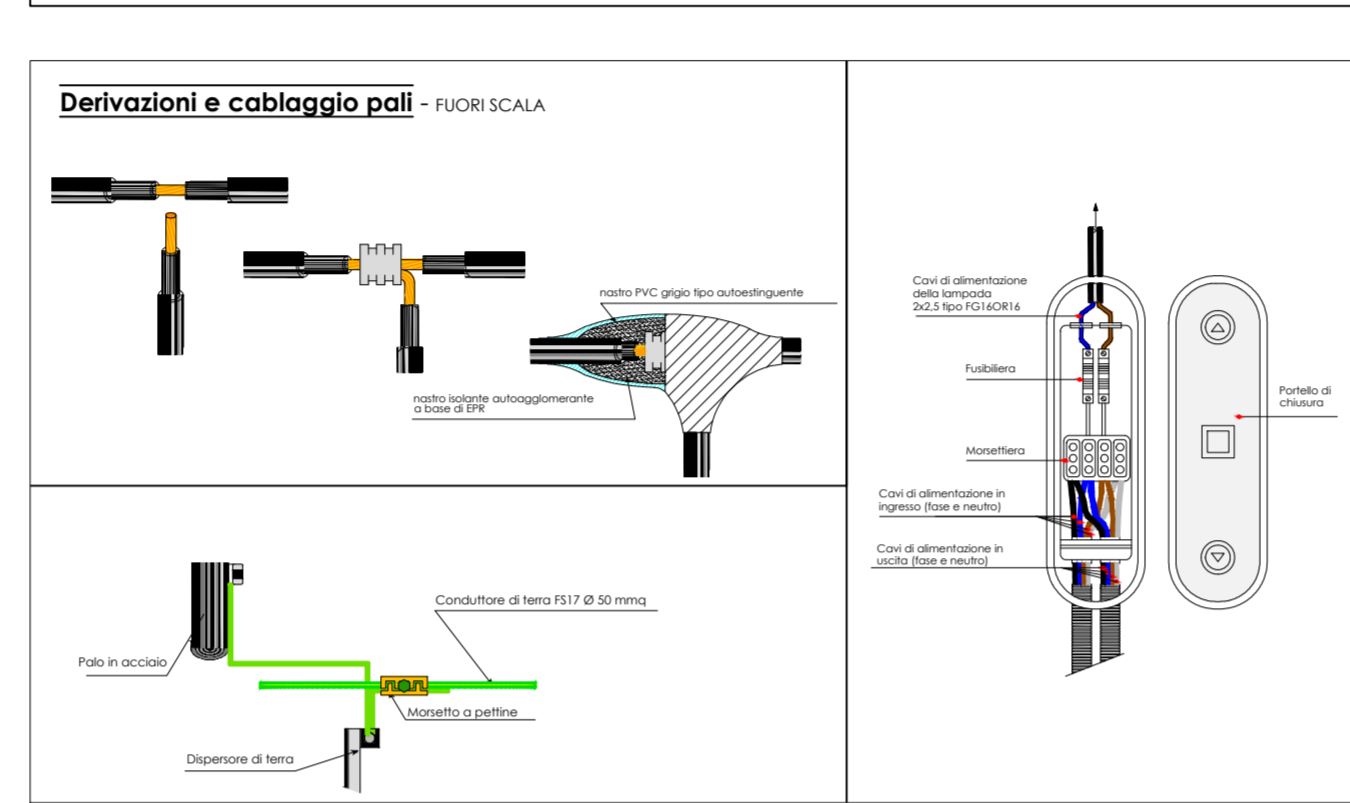 Derivazioni e cablaggio pali - FUORI SCALA
nastro PVC grigio tipo autoestinguente
nastro isolante autoagglomerante
a base di EPR
Conduttore di terra FS17 Ø 50 mmq
Palo in acciaio
Morsetto a pettine
Dispersore di terra
Cavi di alimentazione
della lampada
2x2,5 tipo FG16OR16
Fusibiliera
Portello di
chiusura
Morsettiera
Cavi di alimentazione in
ingresso (fase e neutro)
Cavi di alimentazione in
uscita (fase e neutro)